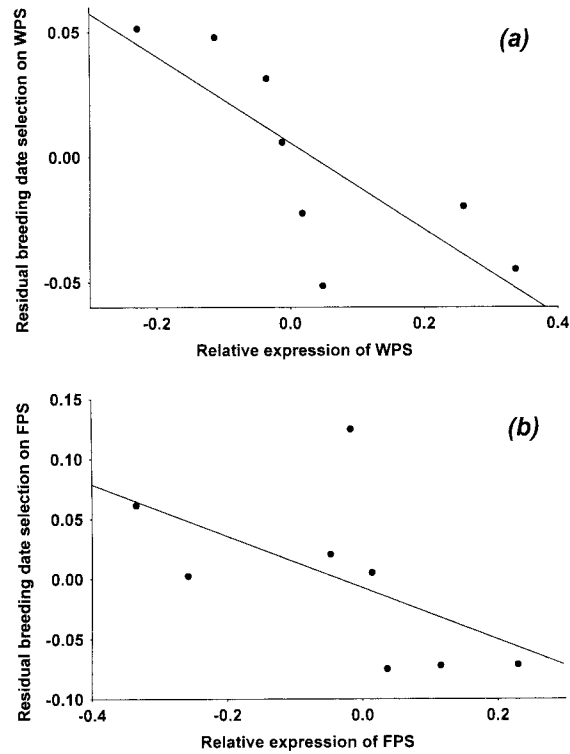 (a)
Residual breeding date selection on WPS
0.05
0.00
-0.05
-0.2 0.0 0.2 0.4
Relative expression of WPS
(b)
Residual breeding date selection on FPS
0.15
0.10
0.05
0.00
-0.05
-0.10
-0.4 -0.2 0.0 0.2
Relative expression of FPS